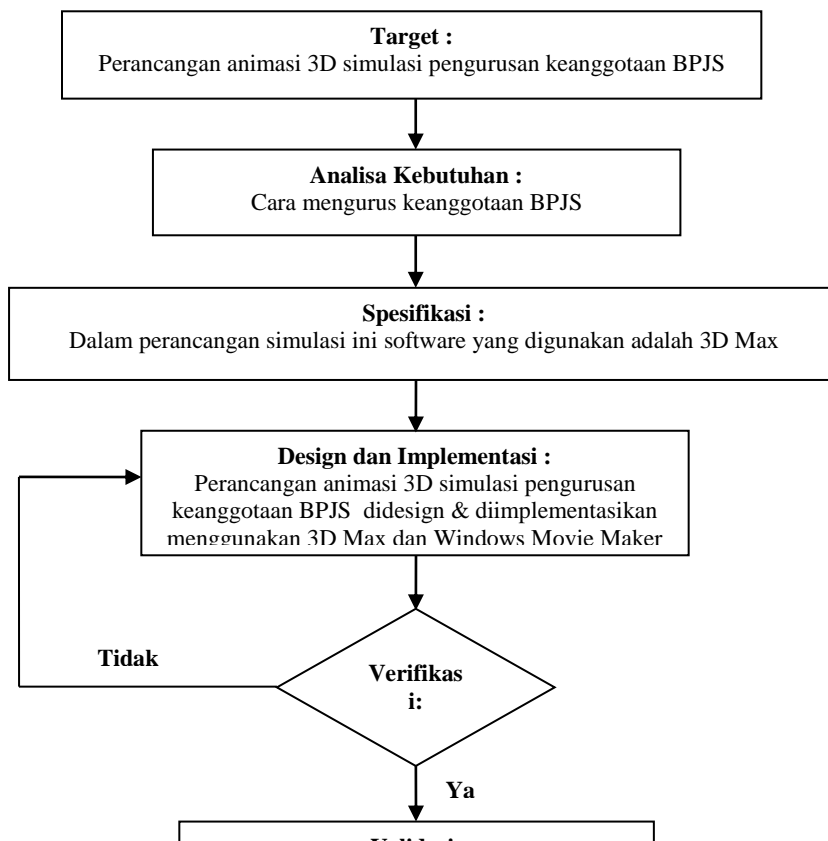 Target :
Perancangan animasi 3D simulasi pengurusan keanggotaan BPJS
Analisa Kebutuhan :
Cara mengurus keanggotaan BPJS
Spesifikasi :
Dalam perancangan simulasi ini software yang digunakan adalah 3D Max
Design dan Implementasi :
Perancangan animasi 3D simulasi pengurusan
keanggotaan BPJS didesign & diimplementasikan
menggunakan 3D Max dan Windows Movie Maker
Tidak
Verifikas
i:
Ya